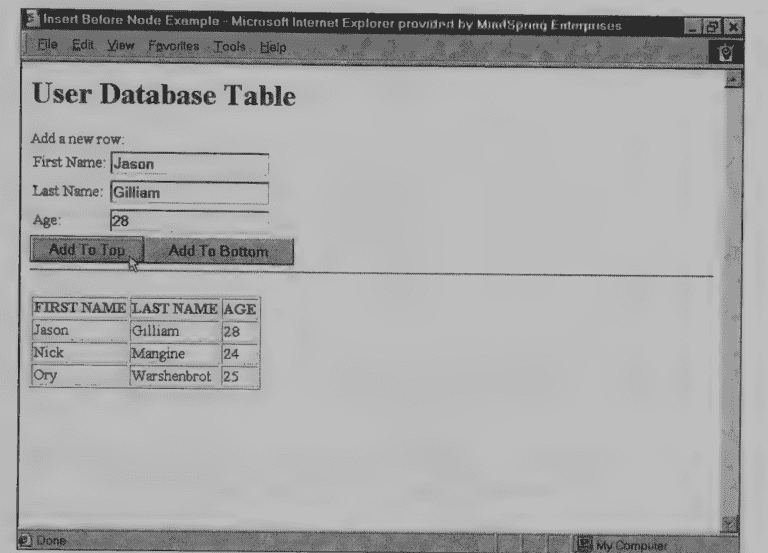 Insert Before Node Example - Microsoft Internet Explorer provided by MindSpring Enterprises
File Edit View Favorites Tools Help
User Database Table
Add a new row:
First Name: Jason
Last Name: Gilliam
Age: 28
Add To Top Add To Bottom
FIRST NAME LAST NAME AGE
Jason Gilliam 28
Nick Mangine 24
Ory Warshenbrot 25
Done My Computer